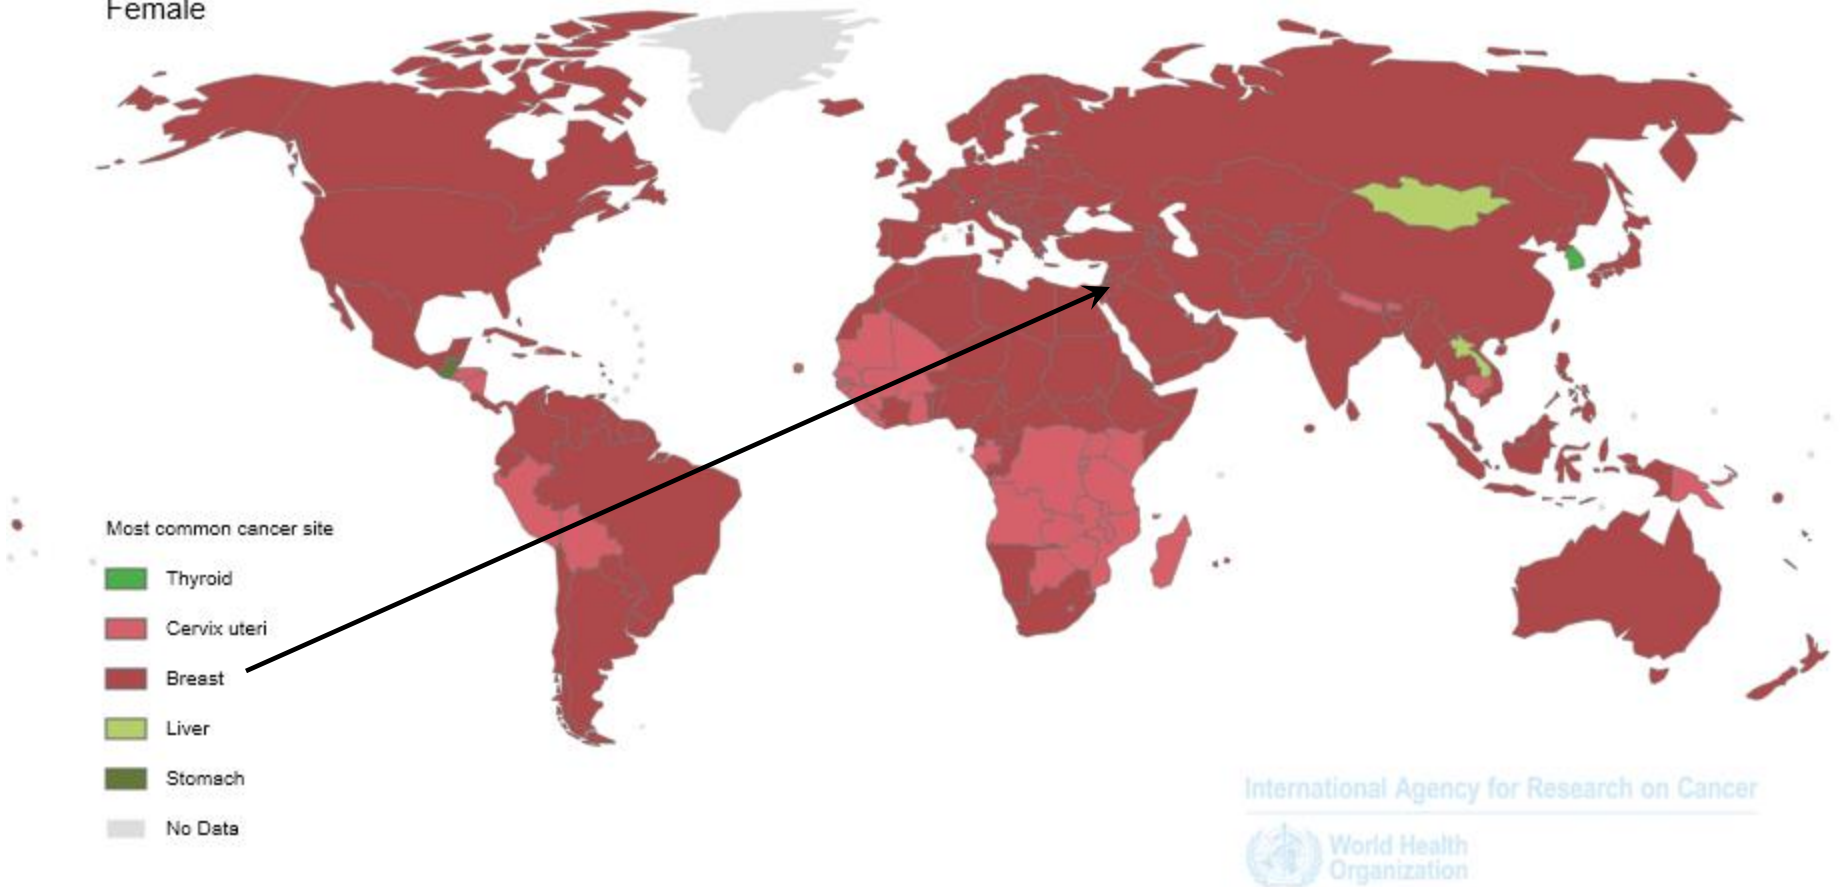 Female
Most common cancer site
Thyroid
Cervix uteri
Breast
Liver
Stomach
No Data
International Agency for Research on Cancer
World Health
Organization